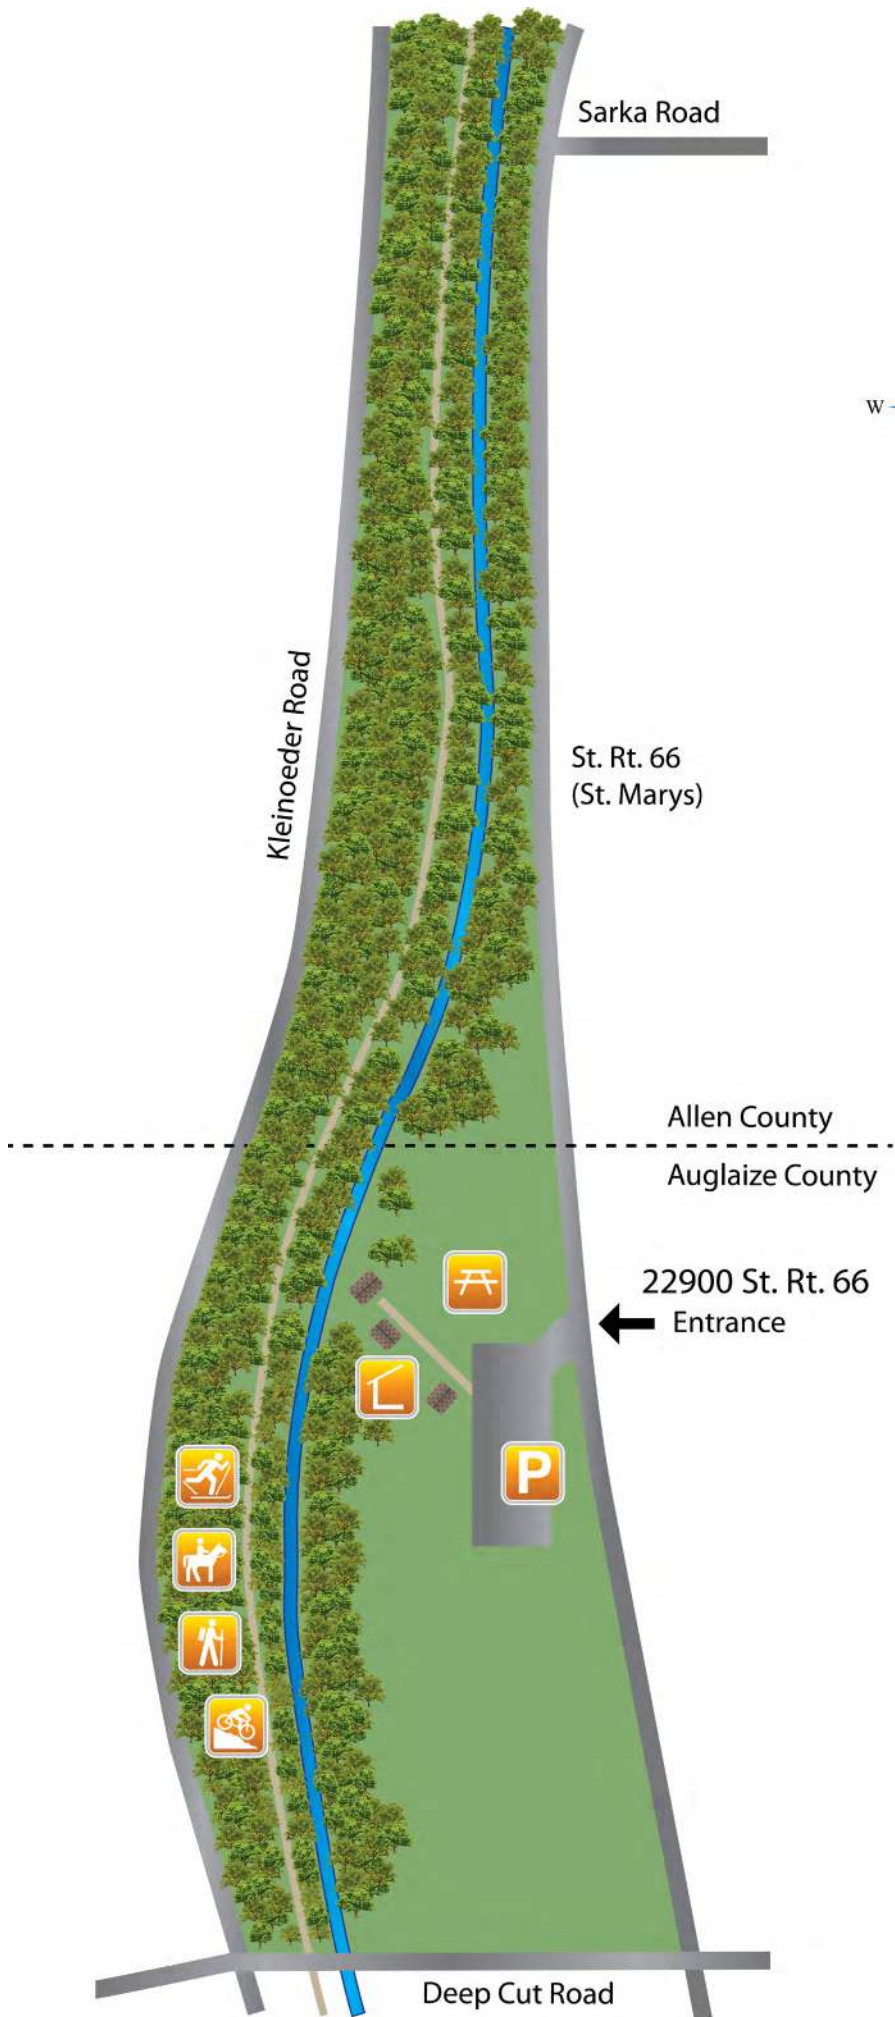 Sarka Road
W
Kleinoeder Road
St. Rt. 66
(St. Marys)
Allen County
Auglaize County
22900 St. Rt. 66
Entrance
P
Deep Cut Road